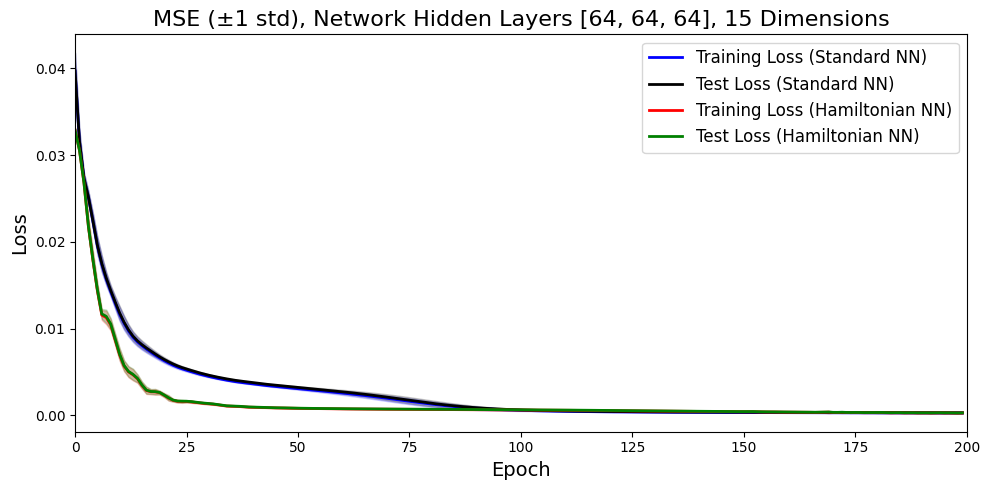 MSE (±1 std), Network Hidden Layers [64, 64, 64], 15 Dimensions
Training Loss (Standard NN)
Test Loss (Standard NN)
Training Loss (Hamiltonian NN)
Test Loss (Hamiltonian NN)
Loss
0.04
0.03
0.02
0.01
0.00
0 25 50 75 100 125 150 175 200
Epoch